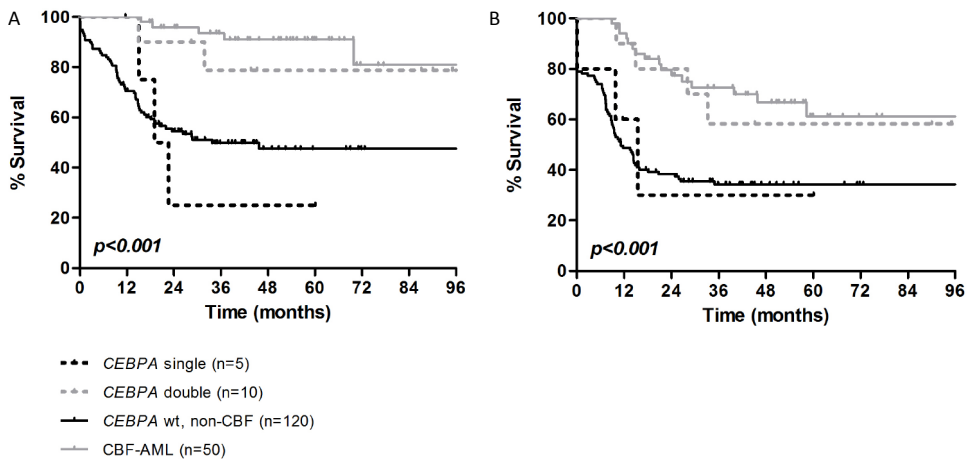 A
B
% Survival
100
80
60
40
20
0
p<0.001
0 12 24 36 48 60 72 84 96
Time (months)
% Survival
100
80
60
40
20
0
p<0.001
0 12 24 36 48 60 72 84 96
Time (months)
CEBPA single (n=5)
CEBPA double (n=10)
CEBPA wt, non-CBF (n=120)
CBF-AML (n=50)